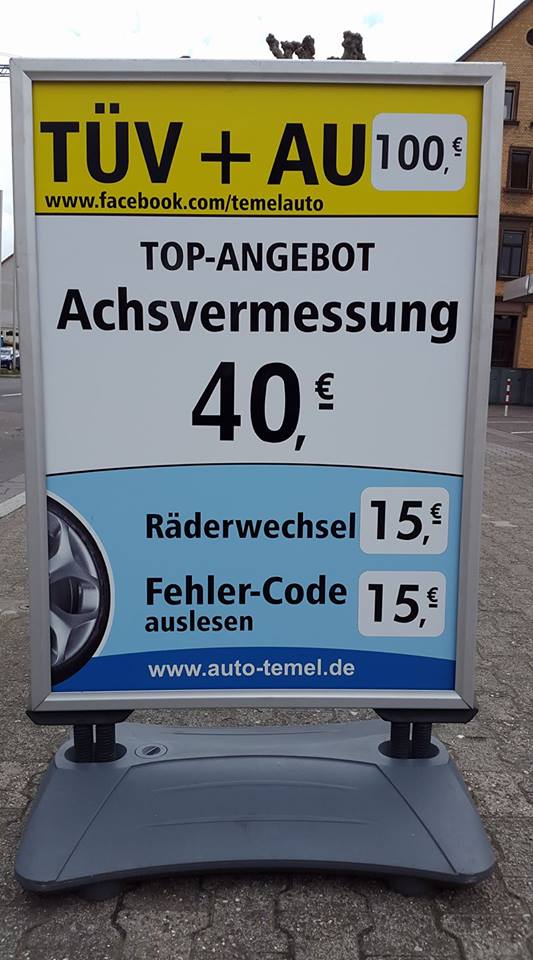 TÜV + AU 100,-€
www.facebook.com/temelauto
TOP-ANGEBOT
Achsvermessung
40,-€
Räderwechsel 15,-€
Fehler-Code
auslesen 15,-€
www.auto-temel.de